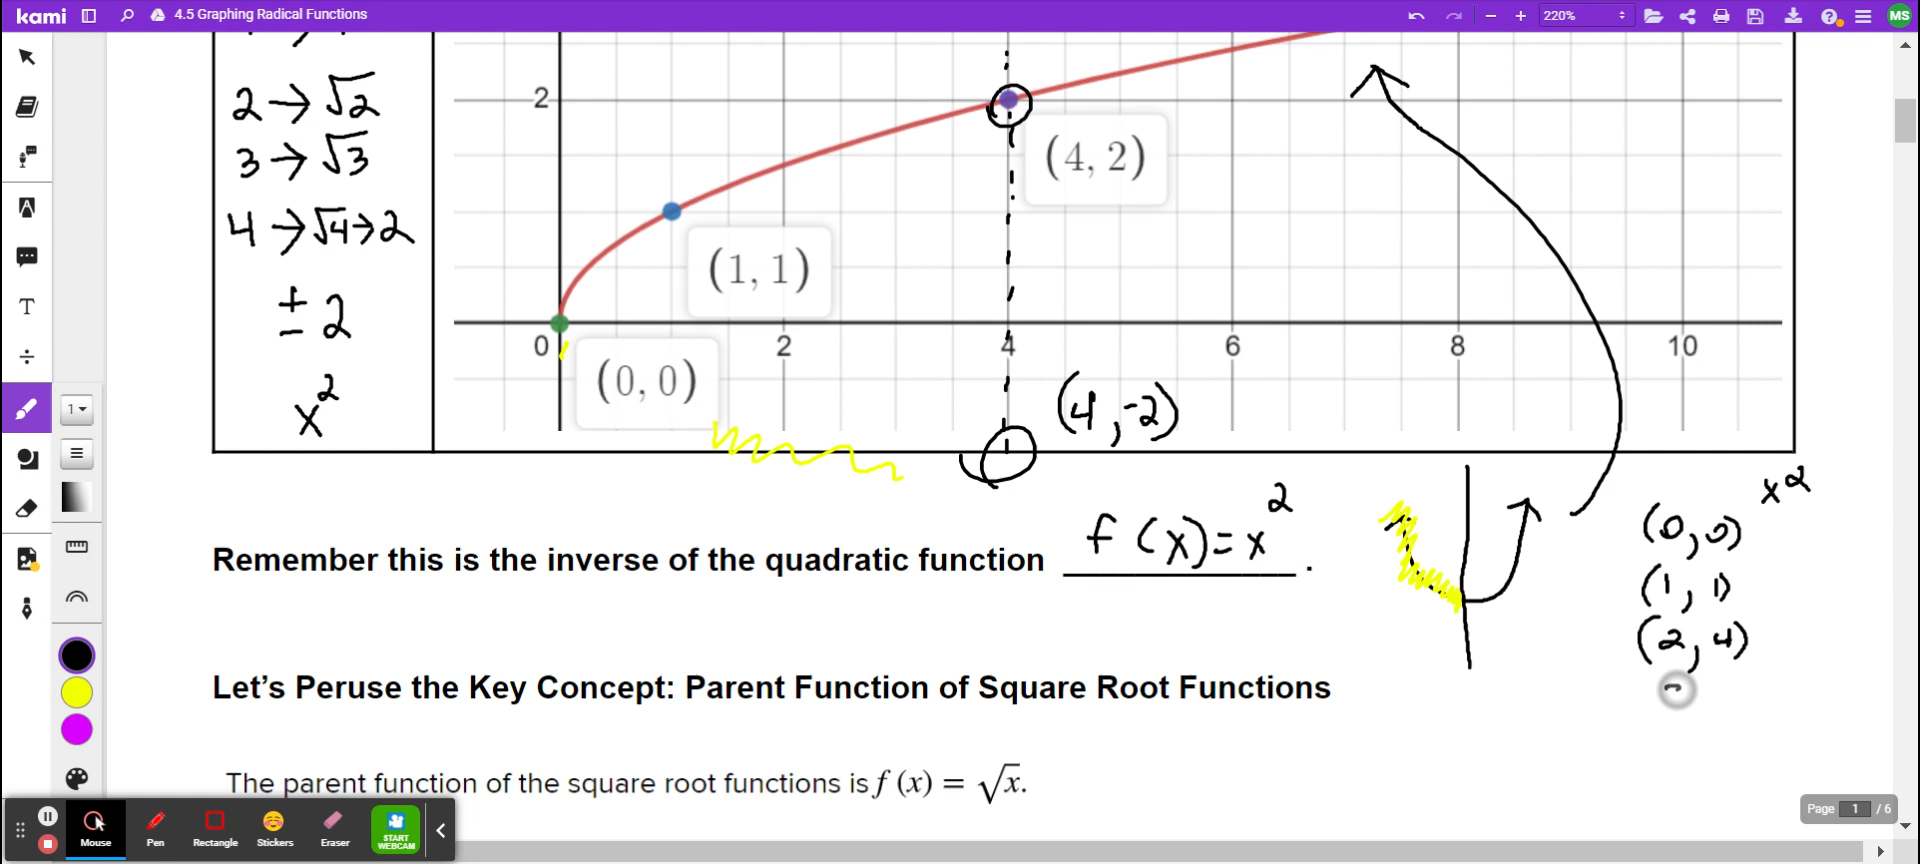 kami
4.5 Graphing Radical Functions
220%
MS
2 → √2
3 → √3
4 → √4 → 2
± 2
x²
2
(4, 2)
(1, 1)
0
2
4
6
8
10
(0, 0)
(4, -2)
x²
(0, 0)
(1, 1)
(2, 4)
Remember this is the inverse of the quadratic function f(x) = x².
Let’s Peruse the Key Concept: Parent Function of Square Root Functions
The parent function of the square root functions is f (x) = √x.
1
T
Page 1 / 6
Mouse
Pen
Rectangle
Stickers
Eraser
START
WEBCAM